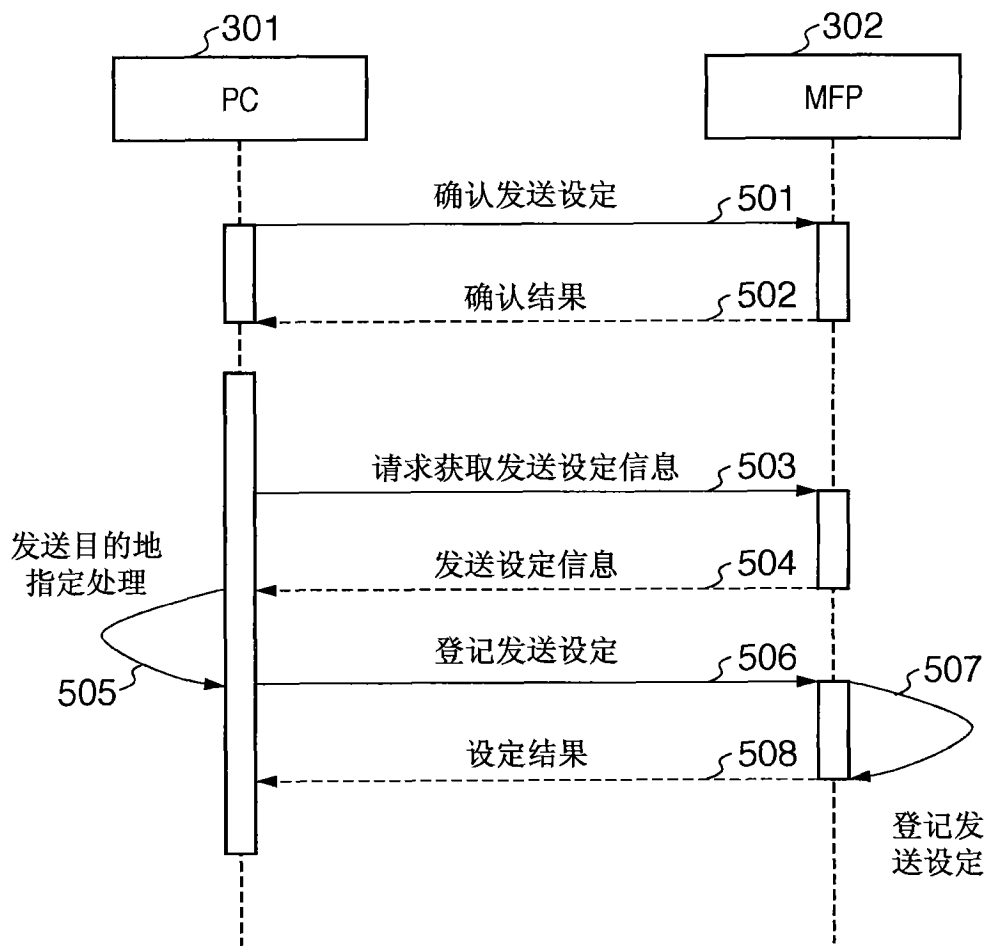 301
302
PC
MFP
确认发送设定
501
确认结果
502
请求获取发送设定信息
503
发送目的地
指定处理
发送设定信息
504
登记发送设定
506
507
505
设定结果
508
登记发
送设定